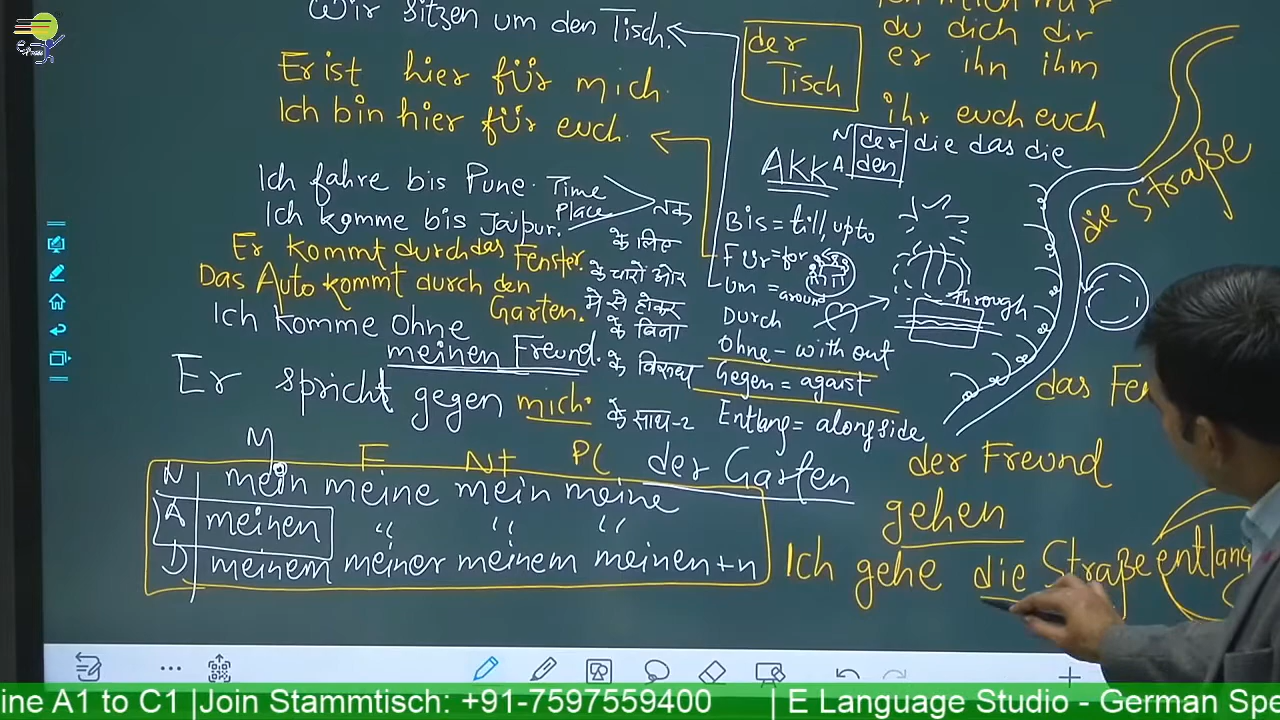 Wir sitzen um den Tisch.
Er ist hier für mich.
Ich bin hier für euch.
der
Tisch
du dich dir
er ihn ihm
ihr euch euch
N der die das die
A den
AKK
die Straße
Ich fahre bis Pune. Time
Ich komme bis Jaipur. Place
तक
Er kommt durch das Fenster.
Das Auto kommt durch den
Garten.
Ich komme Ohne
meinen Freund.
Er spricht gegen mich.
के लिए
के चारों ओर
मे से होकर
के बिना
के विरुध
के साथ-२
Bis = till, upto
Für = for
Um = around
Durch
Through
Ohne - with out
Gegen = agaist
Entlang = alongside
das Fen
der Garten
der Freund
gehen
Ich gehe die Straße entlang
M F Nt Pl
N mein meine mein meine
A meinen " " "
D meinem meiner meinem meinen+n
ine A1 to C1 |Join Stammtisch: +91-7597559400 | E Language Studio - German Spe